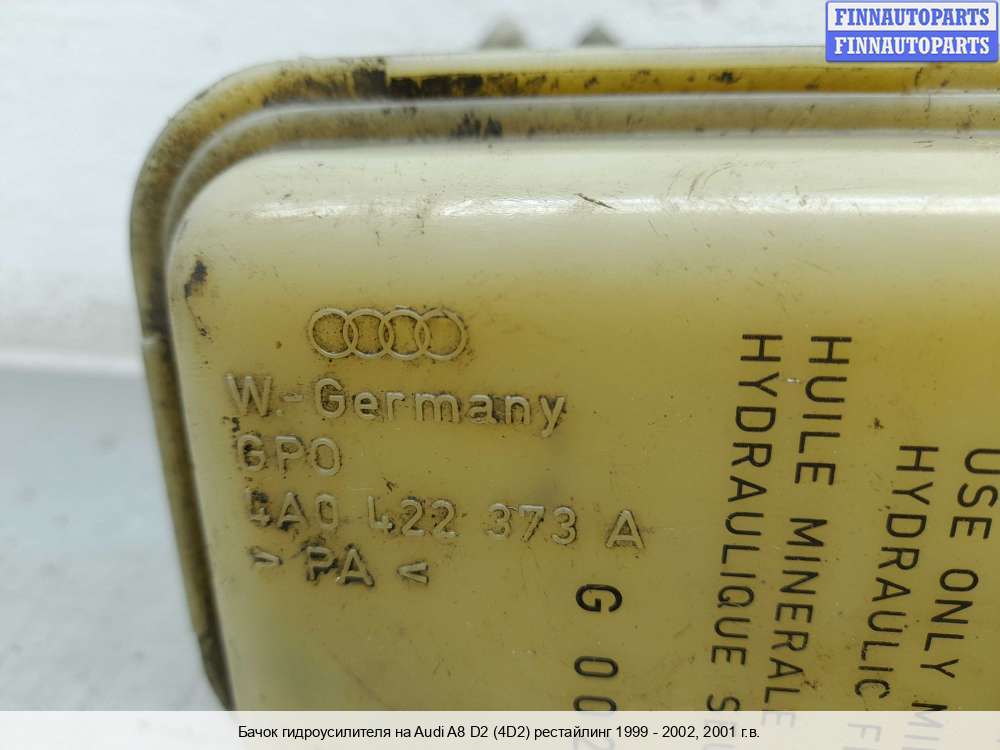 FINNAUTOPARTS
FINNAUTOPARTS
W.-Germany
GPO
4A0 422 373 A
> PA <
G 002
HUILE MINERALE
HYDRAULIQUE
USE ONLY
HYDRAULIC
Бачок гидроусилителя на Audi A8 D2 (4D2) рестайлинг 1999 - 2002, 2001 г.в.